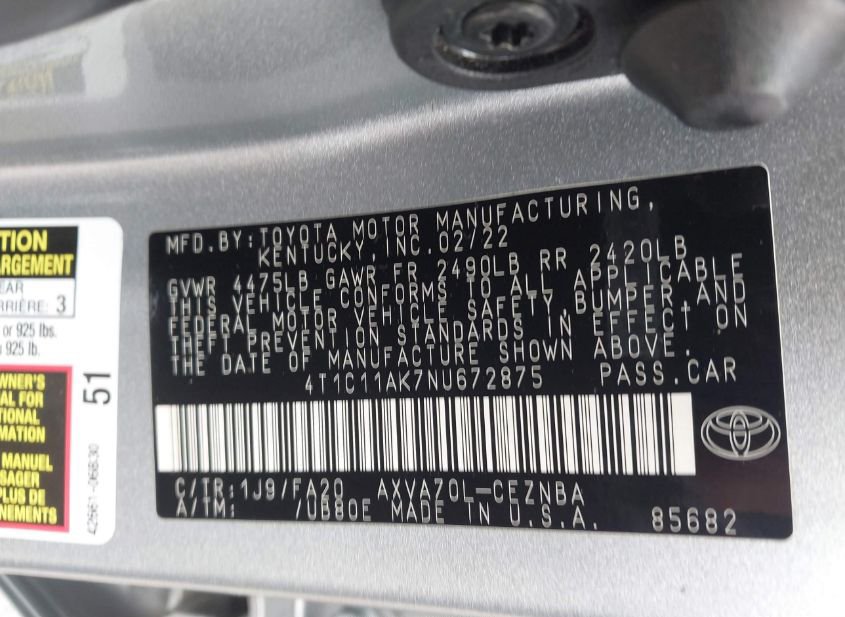 TION
ARGEMENT
EAR
ARRIÈRE: 3
or 925 lbs.
925 lb.
WNER'S
AL FOR
TIONAL
MATION
MANUEL
SAGER
PLUS DE
NEMENTS
51
42661-06B30
MFD. BY: TOYOTA MOTOR MANUFACTURING,
KENTUCKY, INC. 02/22
GVWR 4475LB GAWR FR 2490LB RR 2420LB
THIS VEHICLE CONFORMS TO ALL APPLICABLE
FEDERAL MOTOR VEHICLE SAFETY, BUMPER, AND
THEFT PREVENTION STANDARDS IN EFFECT ON
THE DATE OF MANUFACTURE SHOWN ABOVE.
4T1C11AK7NU672875 PASS. CAR
C/TR: 1J9/FA20 AXVA70L-CEZNBA
A/TM: /UB80E MADE IN U.S.A. 85682